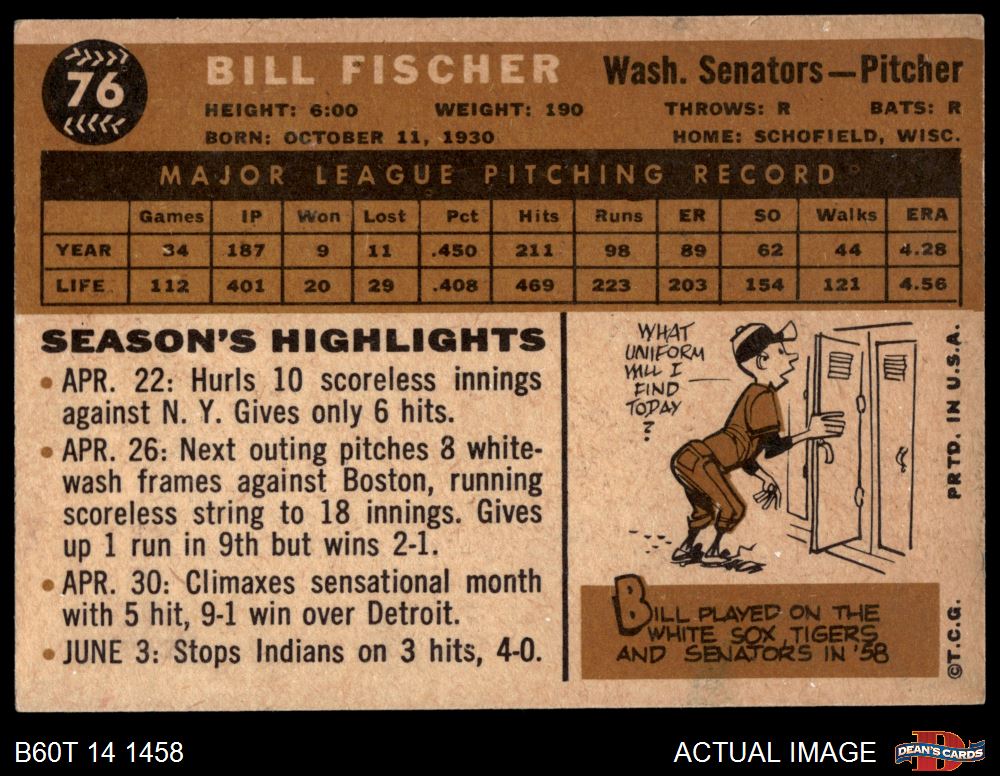 76
BILL FISCHER
Wash. Senators—Pitcher
HEIGHT: 6:00 WEIGHT: 190 THROWS: R BATS: R
BORN: OCTOBER 11, 1930 HOME: SCHOFIELD, WISC.
MAJOR LEAGUE PITCHING RECORD
Games IP Won Lost Pct Hits Runs ER SO Walks ERA
YEAR 34 187 9 11 .450 211 98 89 62 44 4.28
LIFE 112 401 20 29 .408 469 223 203 154 121 4.56
SEASON'S HIGHLIGHTS
• APR. 22: Hurls 10 scoreless innings
against N. Y. Gives only 6 hits.
• APR. 26: Next outing pitches 8 white-
wash frames against Boston, running
scoreless string to 18 innings. Gives
up 1 run in 9th but wins 2-1.
• APR. 30: Climaxes sensational month
with 5 hit, 9-1 win over Detroit.
• JUNE 3: Stops Indians on 3 hits, 4-0.
WHAT
UNIFORM
WILL I
FIND
TODAY
?
BILL PLAYED ON THE
WHITE SOX, TIGERS
AND SENATORS IN '58
©T.C.G. PRTD. IN U.S.A.
B60T 14 1458
ACTUAL IMAGE
DEAN'S CARDS